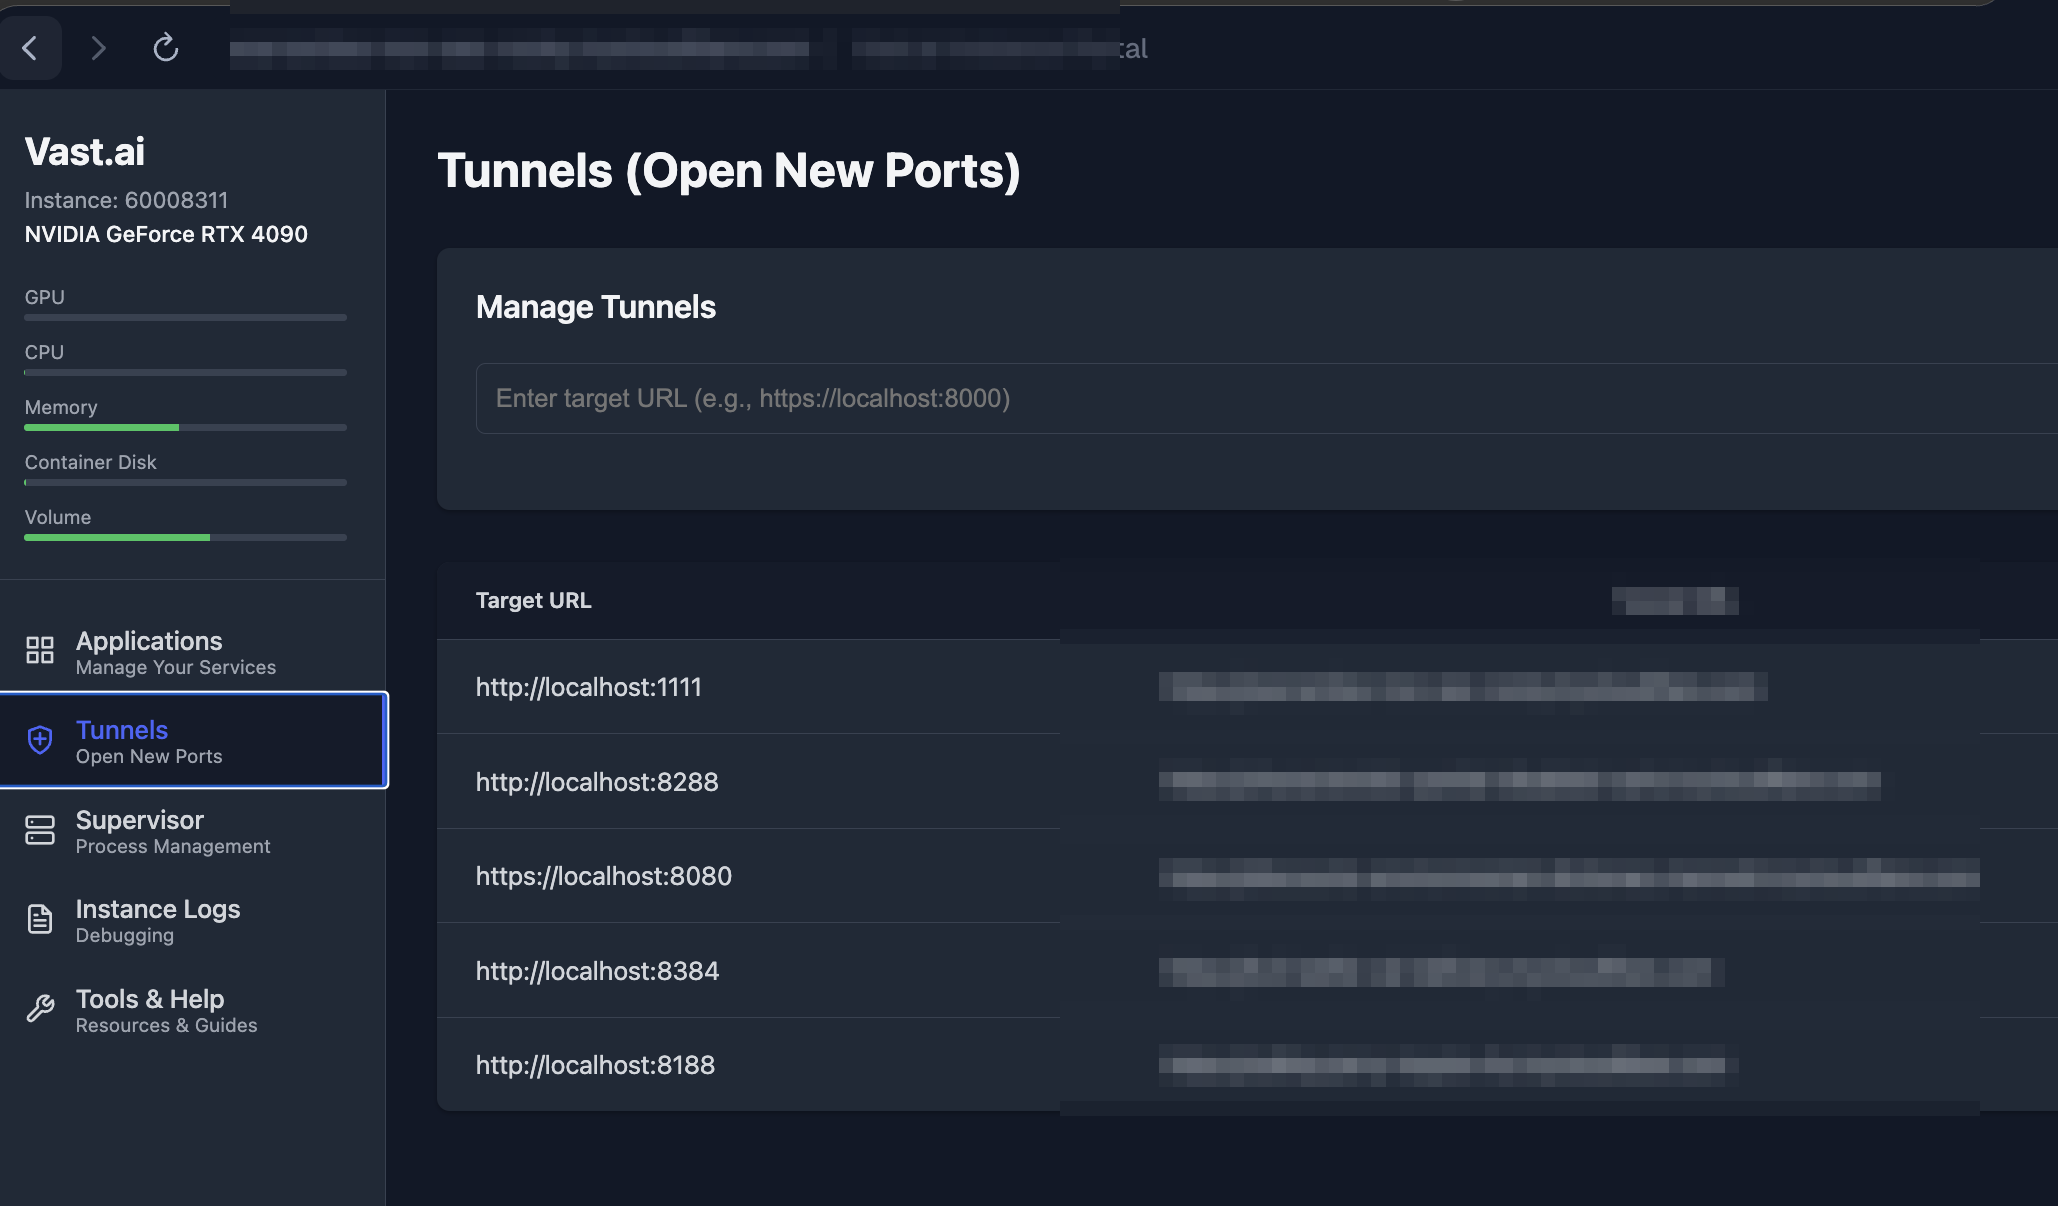 Vast.ai
Instance: 60008311
NVIDIA GeForce RTX 4090
GPU
CPU
Memory
Container Disk
Volume
Applications
Manage Your Services
Tunnels
Open New Ports
Supervisor
Process Management
Instance Logs
Debugging
Tools & Help
Resources & Guides
Tunnels (Open New Ports)
Manage Tunnels
Enter target URL (e.g., https://localhost:8000)
Target URL
http://localhost:1111
http://localhost:8288
https://localhost:8080
http://localhost:8384
http://localhost:8188